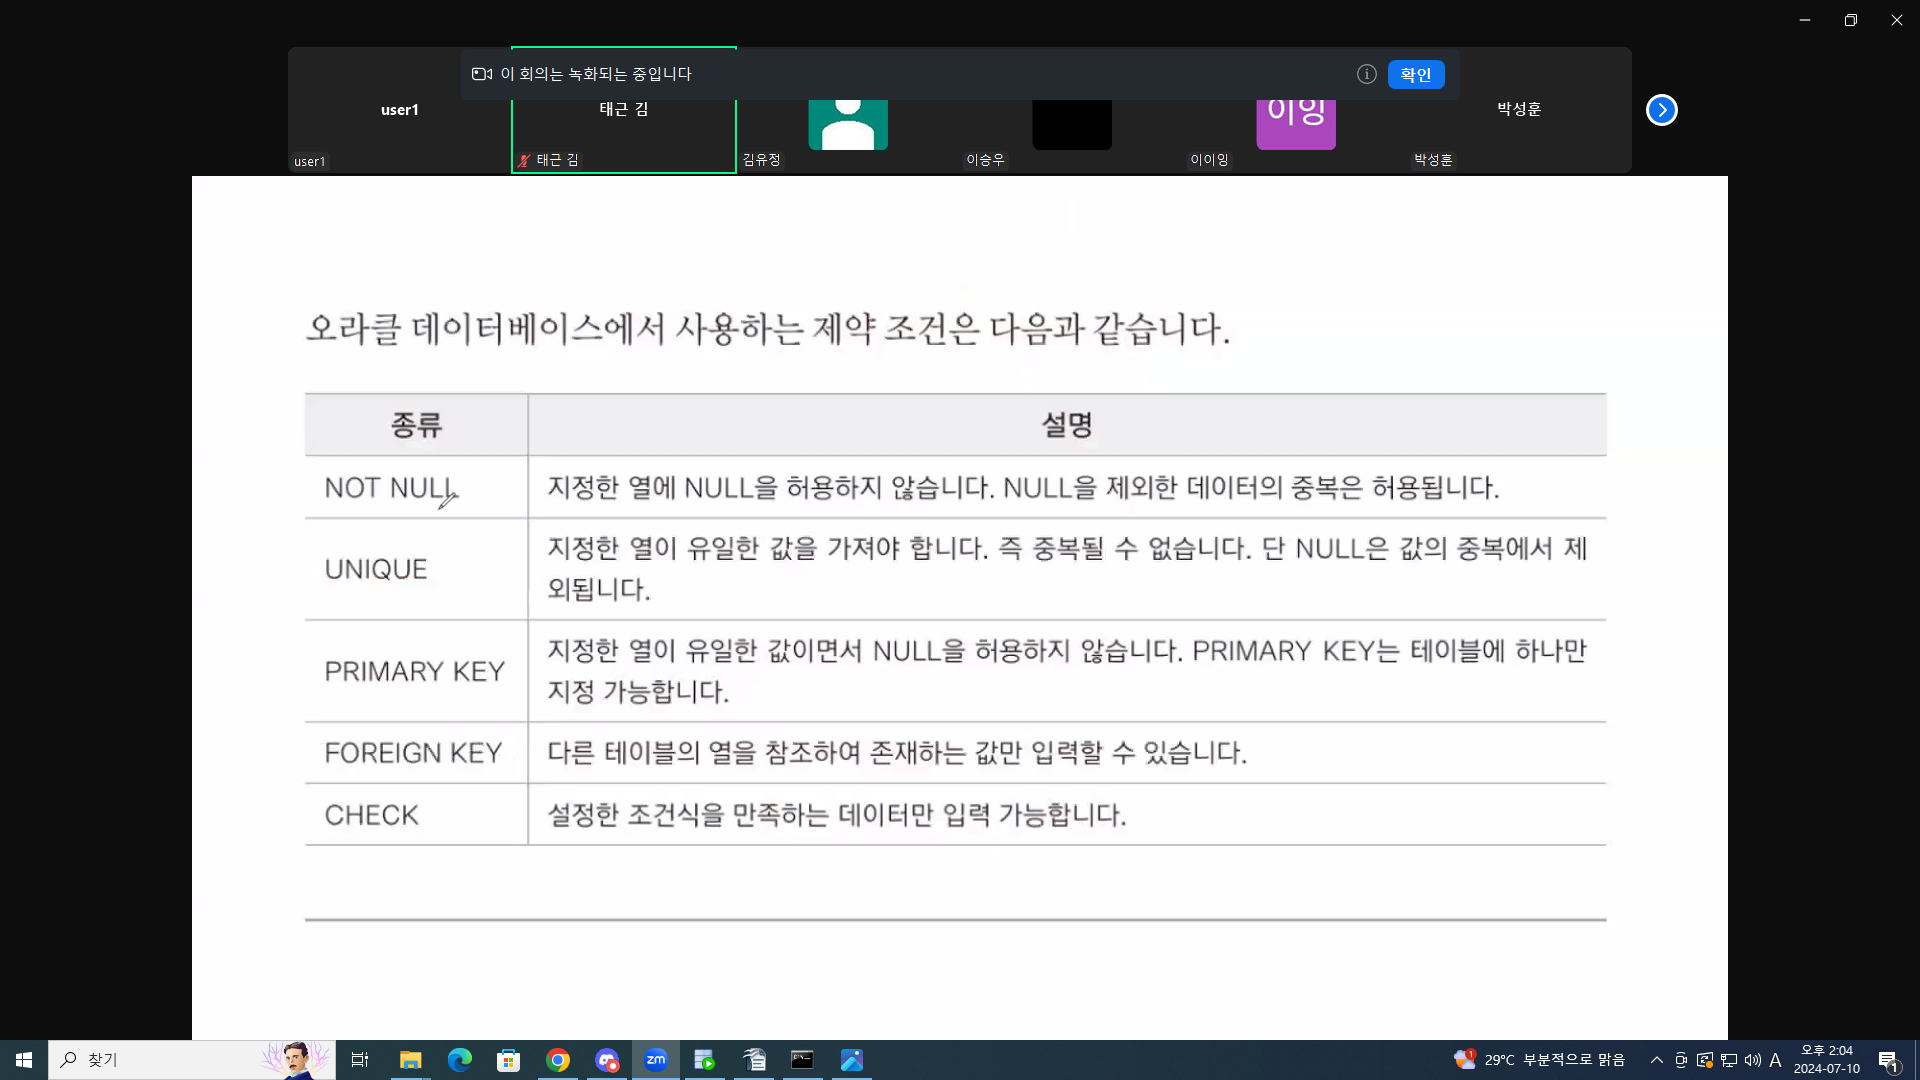 이 회의는 녹화되는 중입니다
확인
user1
태근 김
이잉
박성훈
user1
태근 김
김유정
이승우
이이잉
박성훈
오라클 데이터베이스에서 사용하는 제약 조건은 다음과 같습니다.
종류
설명
NOT NULL
지정한 열에 NULL을 허용하지 않습니다. NULL을 제외한 데이터의 중복은 허용됩니다.
UNIQUE
지정한 열이 유일한 값을 가져야 합니다. 즉 중복될 수 없습니다. 단 NULL은 값의 중복에서 제
외됩니다.
PRIMARY KEY
지정한 열이 유일한 값이면서 NULL을 허용하지 않습니다. PRIMARY KEY는 테이블에 하나만
지정 가능합니다.
FOREIGN KEY
다른 테이블의 열을 참조하여 존재하는 값만 입력할 수 있습니다.
CHECK
설정한 조건식을 만족하는 데이터만 입력 가능합니다.
찾기
zm
1
29°C 부분적으로 맑음
A
오후 2:04
2024-07-10
1